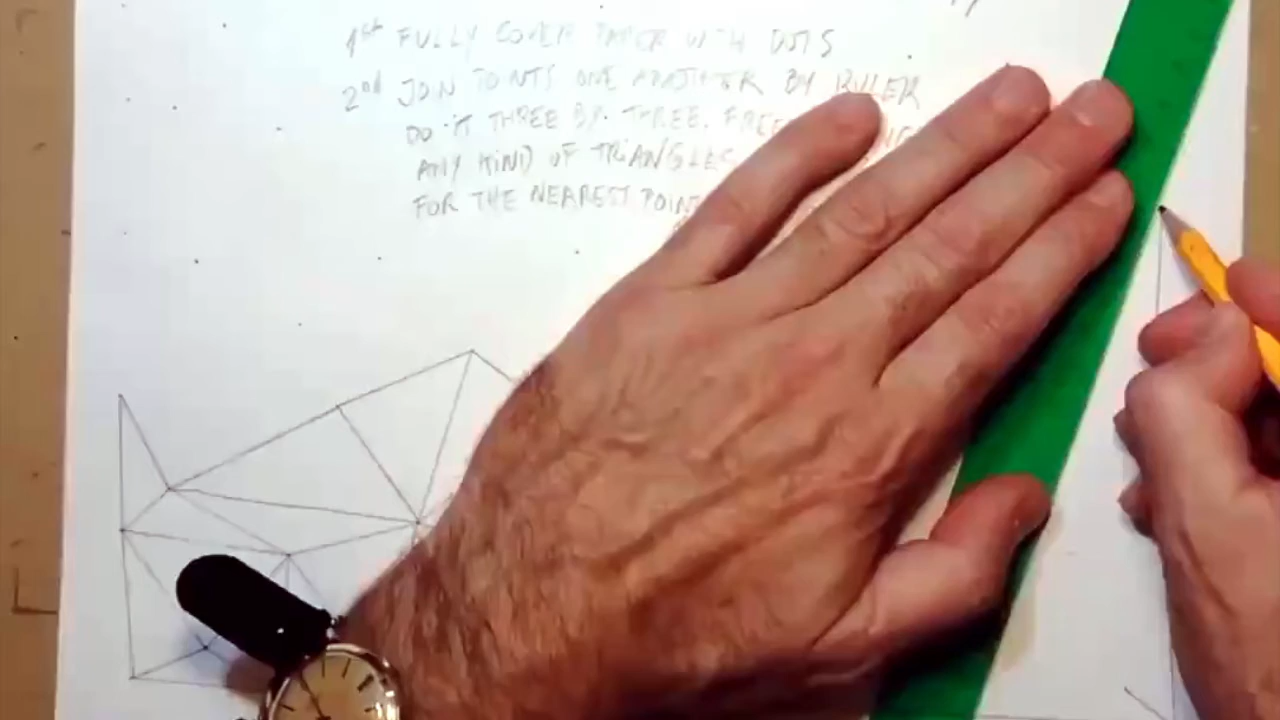 1st FULLY COVER PAPER WITH DOTS
2nd JOIN POINTS ONE ANOTHER BY RULER
DO IT THREE BY THREE.
ANY KIND OF TRIANGLES
FOR THE NEAREST POINT